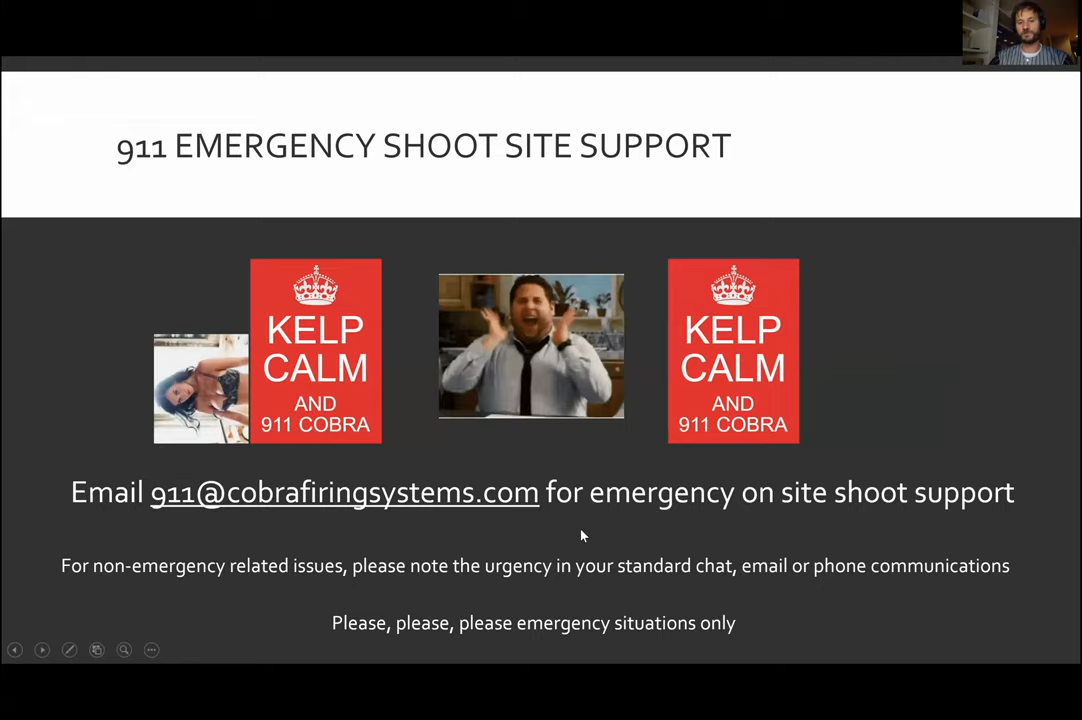 911 EMERGENCY SHOOT SITE SUPPORT
KELP
CALM
AND
911 COBRA
KELP
CALM
AND
911 COBRA
Email 911@cobrafiringsystems.com for emergency on site shoot support
For non-emergency related issues, please note the urgency in your standard chat, email or phone communications
Please, please, please emergency situations only